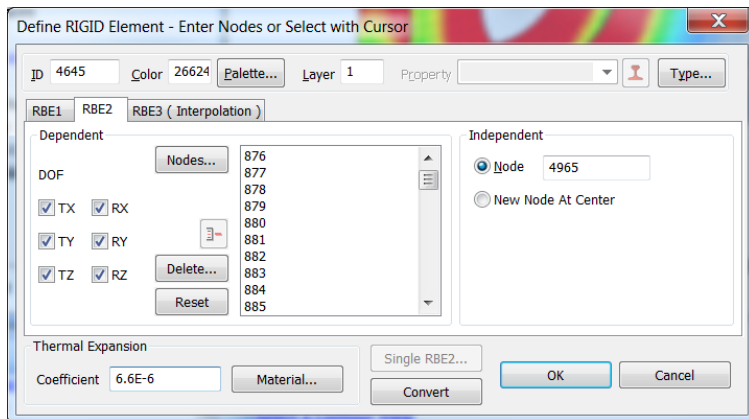 Define RIGID Element - Enter Nodes or Select with Cursor
ID 4645 Color 26624 Palette... Layer 1 Property Type...
RBE1 RBE2 RBE3 ( Interpolation )
Dependent
DOF
TX RX
TY RY
TZ RZ
Nodes...
Delete...
Reset
876
877
878
879
880
881
882
883
884
885
Independent
Node 4965
New Node At Center
Thermal Expansion
Coefficient 6.6E-6 Material...
Single RBE2...
Convert
OK Cancel